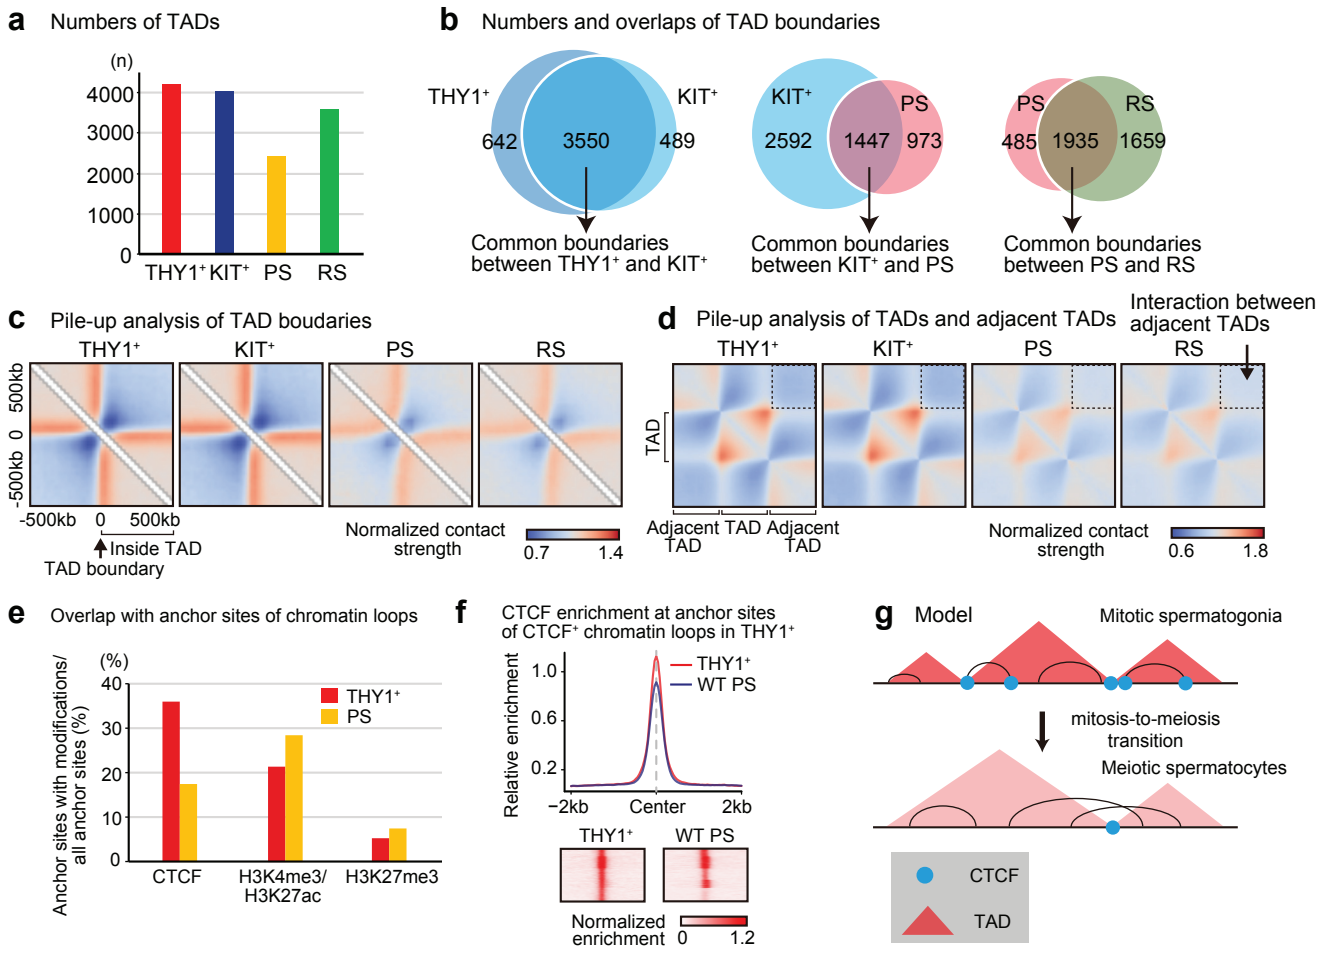 a Numbers of TADs
(n)
4000
3000
2000
1000
0
THY1⁺ KIT⁺ PS RS
b Numbers and overlaps of TAD boundaries
THY1⁺ KIT⁺
642 3550 489
Common boundaries
between THY1⁺ and KIT⁺
KIT⁺ PS
2592 1447 973
Common boundaries
between KIT⁺ and PS
PS RS
485 1935 1659
Common boundaries
between PS and RS
c Pile-up analysis of TAD boudaries
THY1⁺ KIT⁺ PS RS
500kb
0
-500kb
-500kb 0 500kb
Inside TAD
TAD boundary
Normalized contact
strength
0.7 1.4
d Pile-up analysis of TADs and adjacent TADs
Interaction between
adjacent TADs
THY1⁺ KIT⁺ PS RS
TAD
Adjacent TAD Adjacent
TAD TAD
Normalized contact
strength
0.6 1.8
e Overlap with anchor sites of chromatin loops
Anchor sites with modifications/
all anchor sites (%)
(%)
40
30
20
10
0
THY1⁺
PS
CTCF H3K4me3/ H3K27me3
H3K27ac
f CTCF enrichment at anchor sites
of CTCF⁺ chromatin loops in THY1⁺
Relative enrichment
1.0
0.6
0.2
THY1⁺
WT PS
−2kb Center 2kb
THY1⁺ WT PS
Normalized
enrichment
0 1.2
g Model
Mitotic spermatogonia
mitosis-to-meiosis
transition
Meiotic spermatocytes
CTCF
TAD